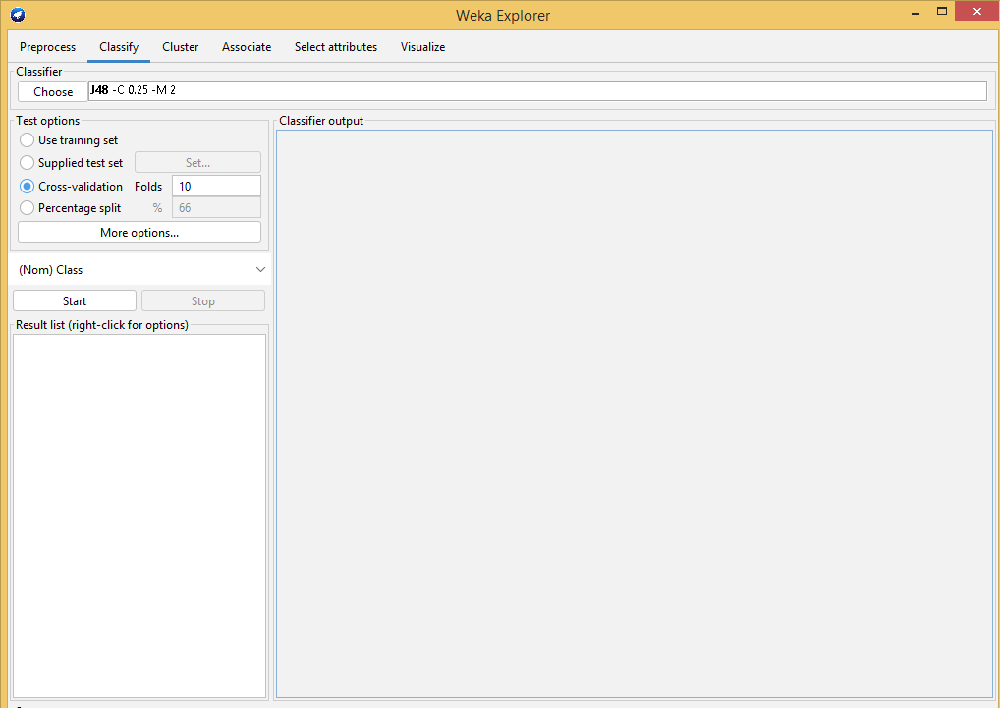 Weka Explorer
Preprocess Classify Cluster Associate Select attributes Visualize
Classifier
Choose J48 -C 0.25 -M 2
Test options
Use training set
Supplied test set Set...
Cross-validation Folds 10
Percentage split % 66
More options...
(Nom) Class
Start Stop
Result list (right-click for options)
Classifier output